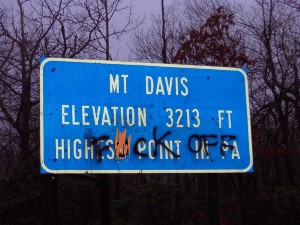 MT DAVIS
ELEVATION 3213 FT
HIGHEST POINT IN PA
FUCK OFF